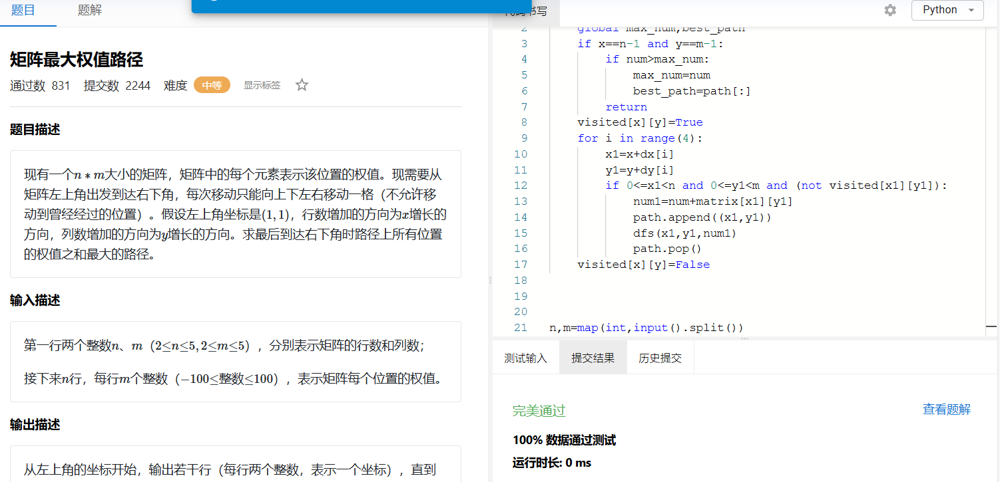 题目 题解
矩阵最大权值路径
通过数 831 提交数 2244 难度 中等 显示标签
题目描述
现有一个n * m大小的矩阵，矩阵中的每个元素表示该位置的权值。现需要从
矩阵左上角出发到达右下角，每次移动只能向上下左右移动一格（不允许移
动到曾经经过的位置）。假设左上角坐标是(1, 1)，行数增加的方向为x增长的
方向，列数增加的方向为y增长的方向。求最后到达右下角时路径上所有位置
的权值之和最大的路径。
输入描述
第一行两个整数n、m（2≤n≤5, 2≤m≤5），分别表示矩阵的行数和列数；
接下来n行，每行m个整数（−100≤整数≤100），表示矩阵每个位置的权值。
输出描述
从左上角的坐标开始，输出若干行（每行两个整数，表示一个坐标），直到
代码书写 Python
2 global max_num,best_path
3 if x==n-1 and y==m-1:
4 if num>max_num:
5 max_num=num
6 best_path=path[:]
7 return
8 visited[x][y]=True
9 for i in range(4):
10 x1=x+dx[i]
11 y1=y+dy[i]
12 if 0<=x1<n and 0<=y1<m and (not visited[x1][y1]):
13 num1=num+matrix[x1][y1]
14 path.append((x1,y1))
15 dfs(x1,y1,num1)
16 path.pop()
17 visited[x][y]=False
18
19
20
21 n,m=map(int,input().split())
测试输入 提交结果 历史提交
完美通过 查看题解
100% 数据通过测试
运行时长: 0 ms